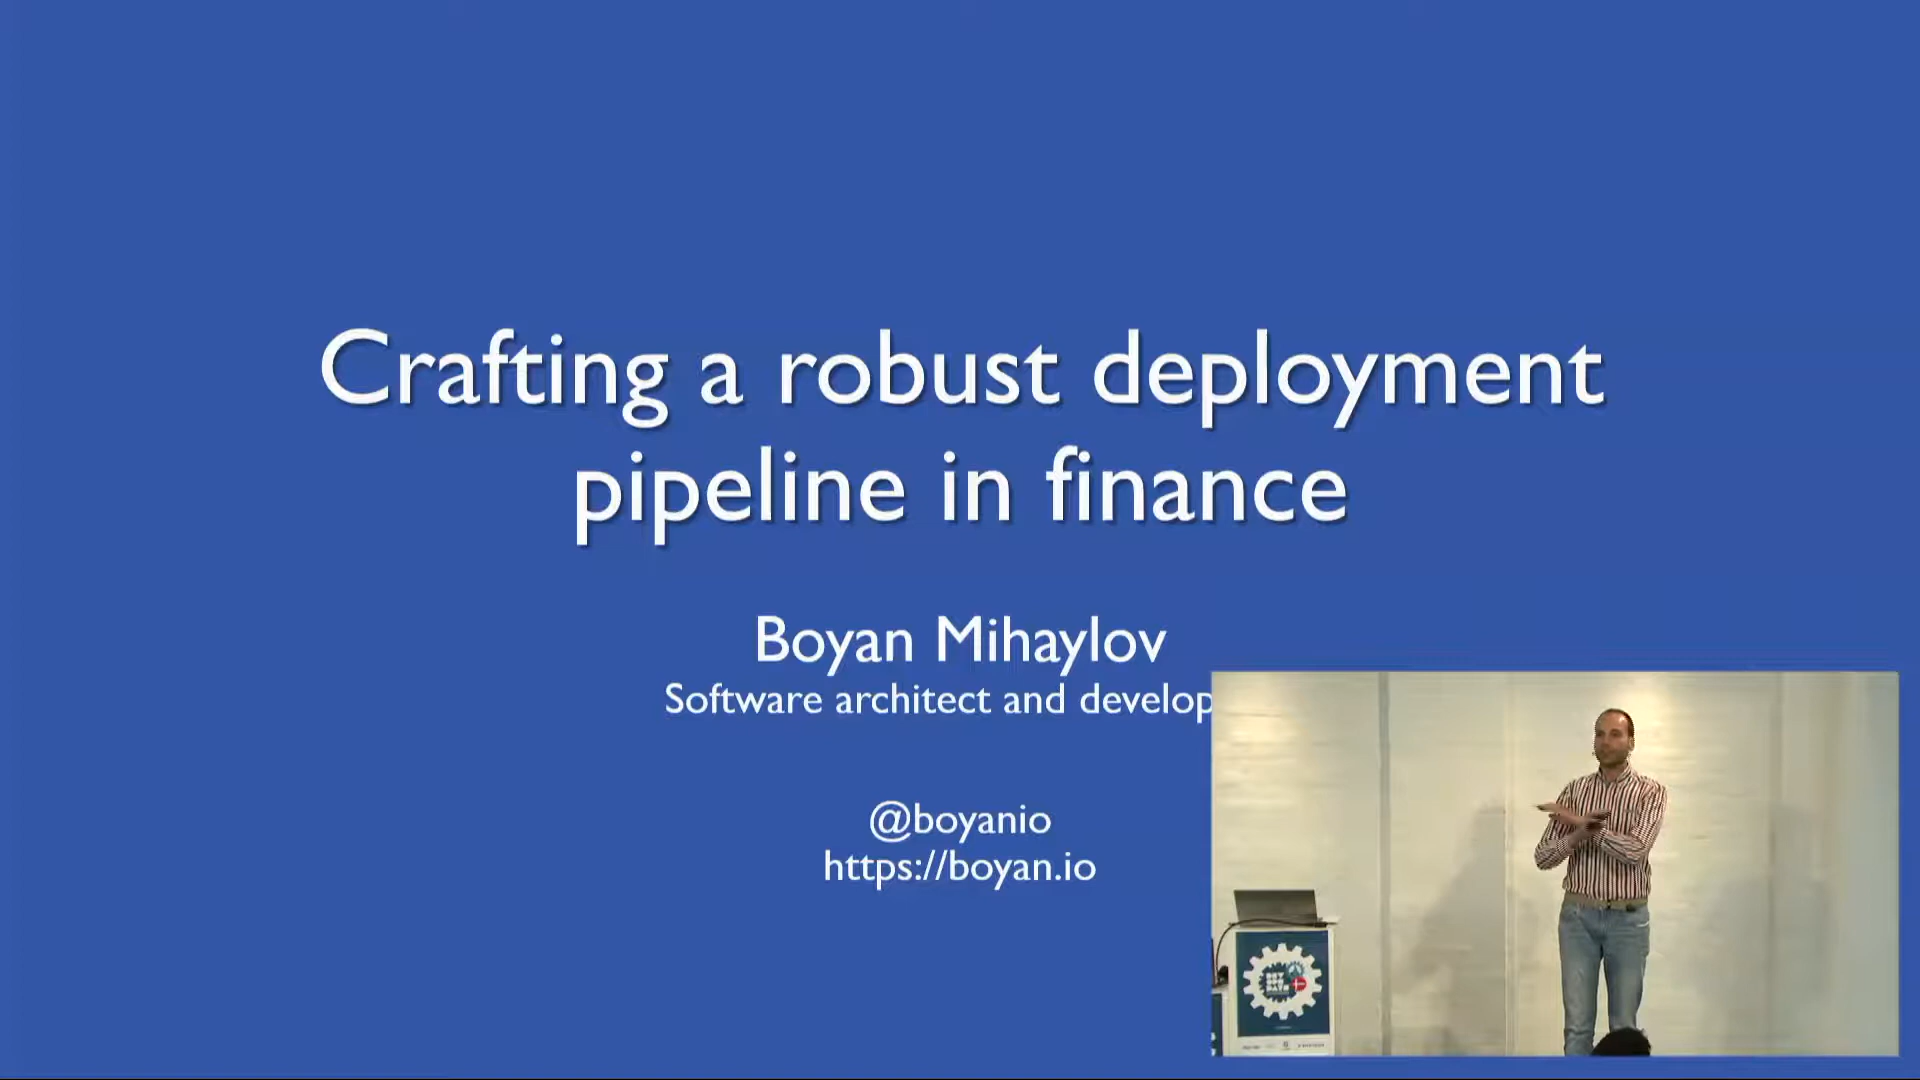 Crafting a robust deployment
pipeline in finance
Boyan Mihaylov
Software architect and develop
@boyanio
https://boyan.io